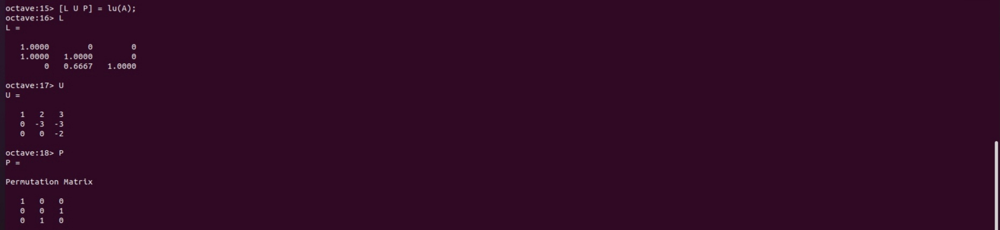 octave:15> [L U P] = lu(A);
octave:16> L
L =
1.0000 0 0
1.0000 1.0000 0
0 0.6667 1.0000
octave:17> U
U =
1 2 3
0 -3 -3
0 0 -2
octave:18> P
P =
Permutation Matrix
1 0 0
0 0 1
0 1 0